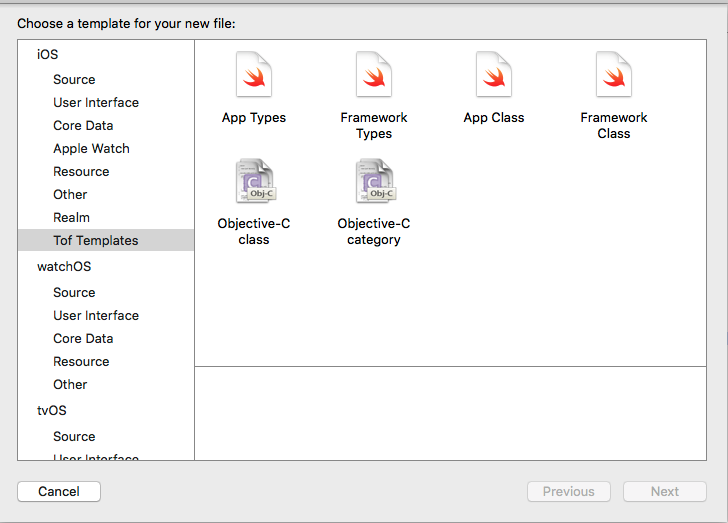 Choose a template for your new file:
iOS
Source
User Interface
Core Data
Apple Watch
Resource
Other
Realm
Tof Templates
watchOS
Source
User Interface
Core Data
Resource
Other
tvOS
Source
User Interface
App Types
Framework
Types
App Class
Framework
Class
Obj-C
Objective-C
class
Obj-C
Objective-C
category
Cancel
Previous
Next